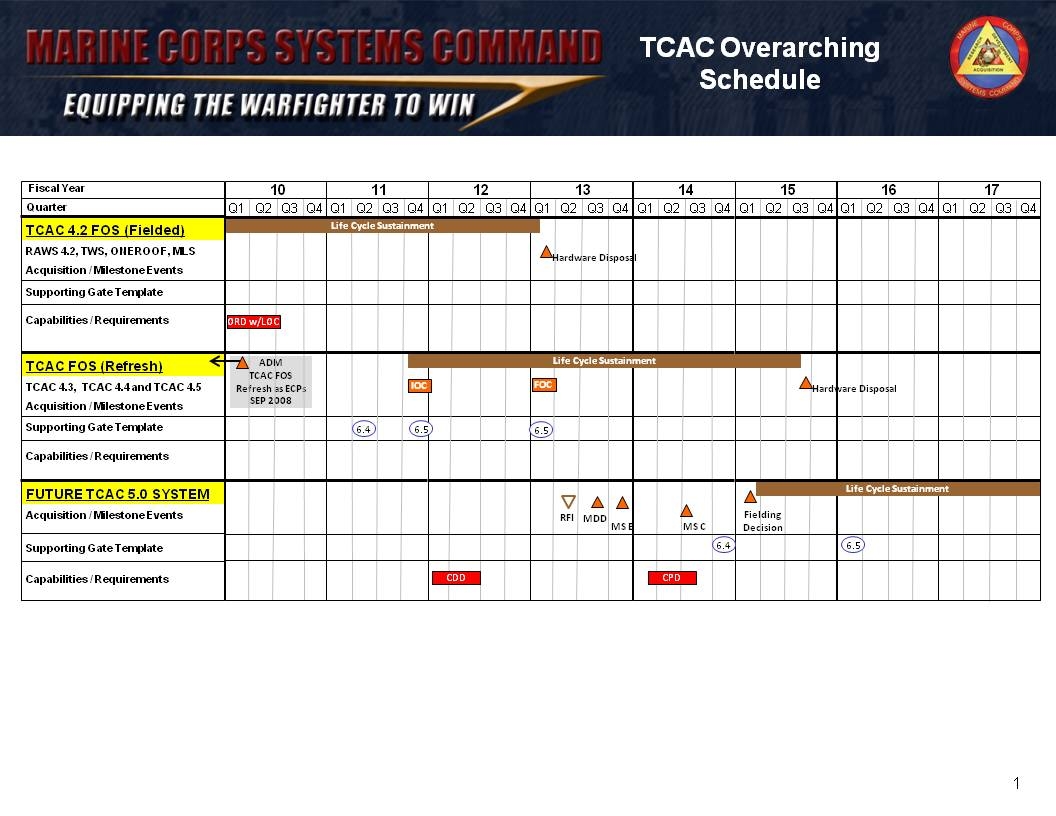 MARINE CORPS SYSTEMS COMMAND
EQUIPPING THE WARFIGHTER TO WIN
TCAC Overarching
Schedule
MARINE CORPS
ACQUISITION
SYSTEMS COMMAND
Fiscal Year 10 11 12 13 14 15 16 17
Quarter Q1 Q2 Q3 Q4 Q1 Q2 Q3 Q4 Q1 Q2 Q3 Q4 Q1 Q2 Q3 Q4 Q1 Q2 Q3 Q4 Q1 Q2 Q3 Q4 Q1 Q2 Q3 Q4 Q1 Q2 Q3 Q4
TCAC 4.2 FOS (Fielded) Life Cycle Sustainment
RAWS 4.2, TWS, ONEROOF, MLS Hardware Disposal
Acquisition / Milestone Events
Supporting Gate Template
Capabilities / Requirements ORD w/LOC
TCAC FOS (Refresh) Life Cycle Sustainment
ADM
TCAC FOS
Refresh as ECPs
SEP 2008
TCAC 4.3, TCAC 4.4 and TCAC 4.5 IOC FOC Hardware Disposal
Acquisition / Milestone Events
Supporting Gate Template 6.4 6.5 6.5
Capabilities / Requirements
FUTURE TCAC 5.0 SYSTEM Life Cycle Sustainment
Acquisition / Milestone Events RFI MDD MS B MS C Fielding
Decision
Supporting Gate Template 6.4 6.5
Capabilities / Requirements CDD CPD
1